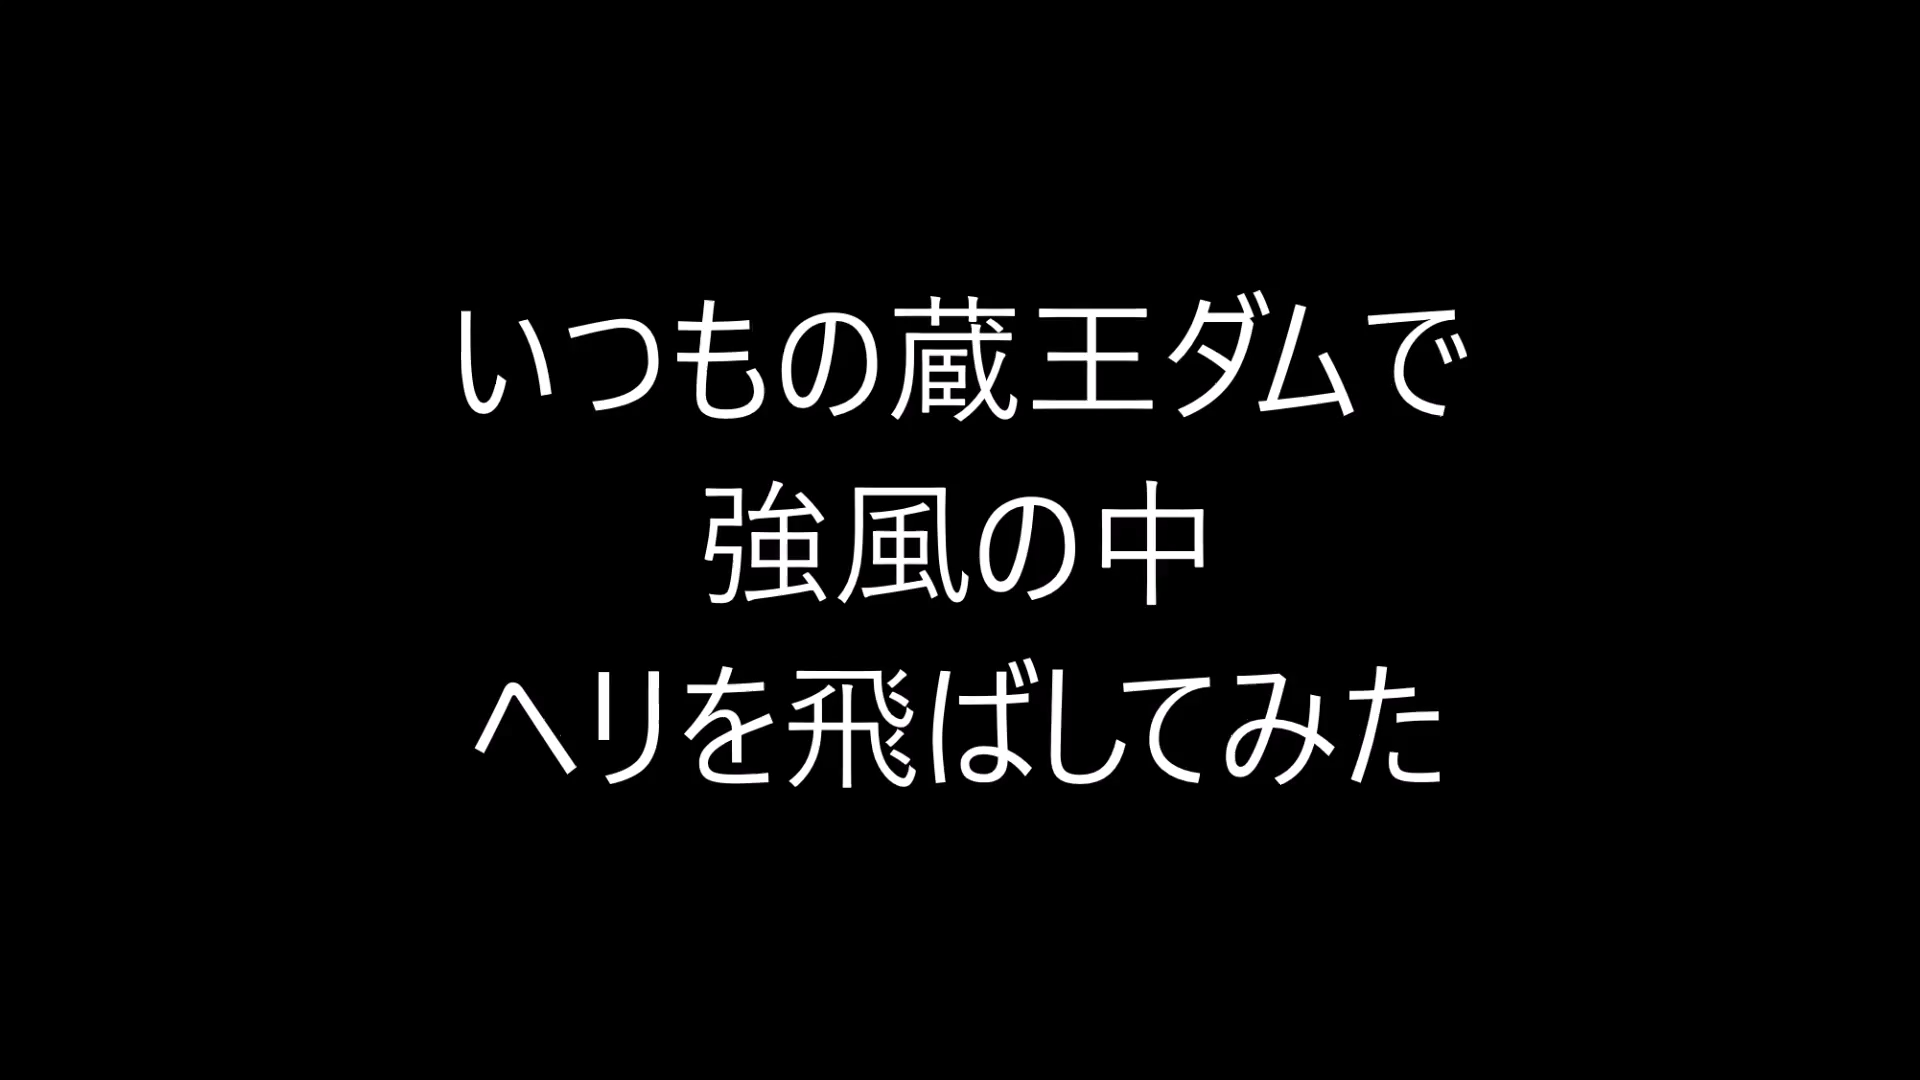 いつもの蔵王ダムで
強風の中
ヘリを飛ばしてみた